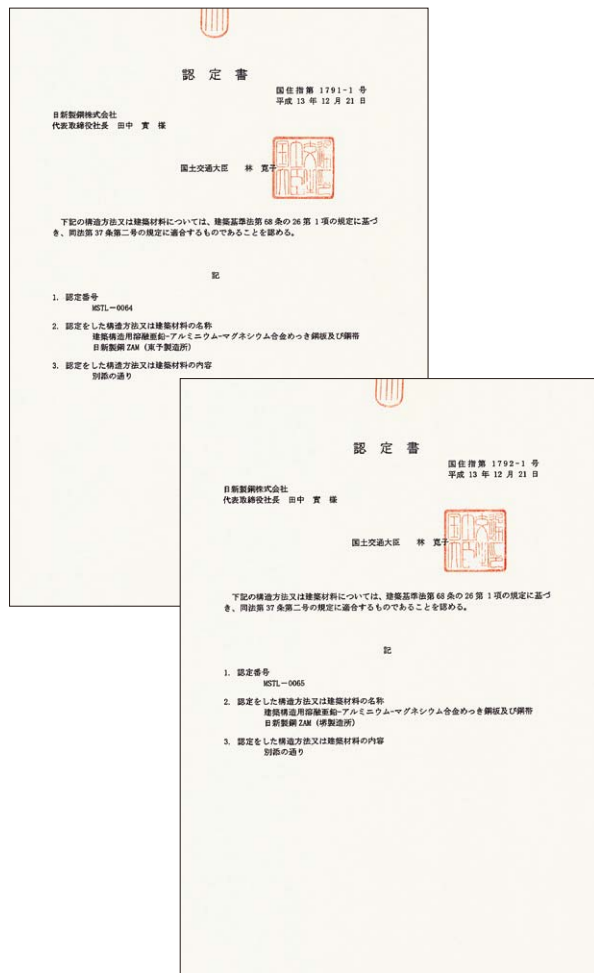 認定書
国住指第 1791-1 号
平成 13 年 12 月 21 日
日新製鋼株式会社
代表取締役社長 田中 實 様
国土交通大臣 林 寛子
下記の構造方法又は建築材料については、建築基準法第 68 条の 26 第 1 項の規定に基づ
き、同法第 37 条第二号の規定に適合するものであることを認める。
記
1. 認定番号
MSTL-0064
2. 認定をした構造方法又は建築材料の名称
建築構造用溶融亜鉛-アルミニウム-マグネシウム合金めっき鋼板及び鋼帯
日新製鋼 ZAM (東予製造所)
3. 認定をした構造方法又は建築材料の内容
別添の通り
認定書
国住指第 1792-1 号
平成 13 年 12 月 21 日
日新製鋼株式会社
代表取締役社長 田中 實 様
国土交通大臣 林 寛子
下記の構造方法又は建築材料については、建築基準法第 68 条の 26 第 1 項の規定に基づ
き、同法第 37 条第二号の規定に適合するものであることを認める。
記
1. 認定番号
MSTL-0065
2. 認定をした構造方法又は建築材料の名称
建築構造用溶融亜鉛-アルミニウム-マグネシウム合金めっき鋼板及び鋼帯
日新製鋼 ZAM (堺製造所)
3. 認定をした構造方法又は建築材料の内容
別添の通り